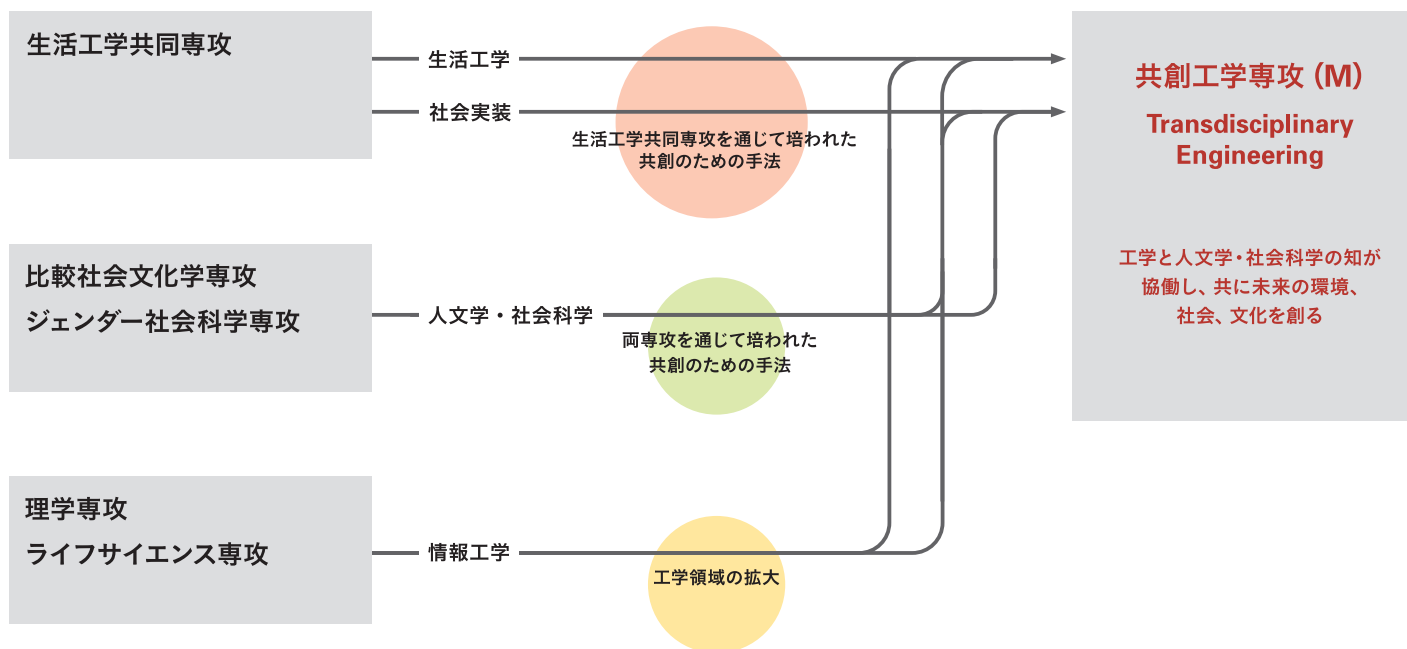 生活工学共同専攻
生活工学
社会実装
生活工学共同専攻を通じて培われた
共創のための手法
比較社会文化学専攻
ジェンダー社会科学専攻
人文学・社会科学
両専攻を通じて培われた
共創のための手法
理学専攻
ライフサイエンス専攻
情報工学
工学領域の拡大
共創工学専攻（M）
Transdisciplinary
Engineering
工学と人文学・社会科学の知が
協働し、共に未来の環境、
社会、文化を創る